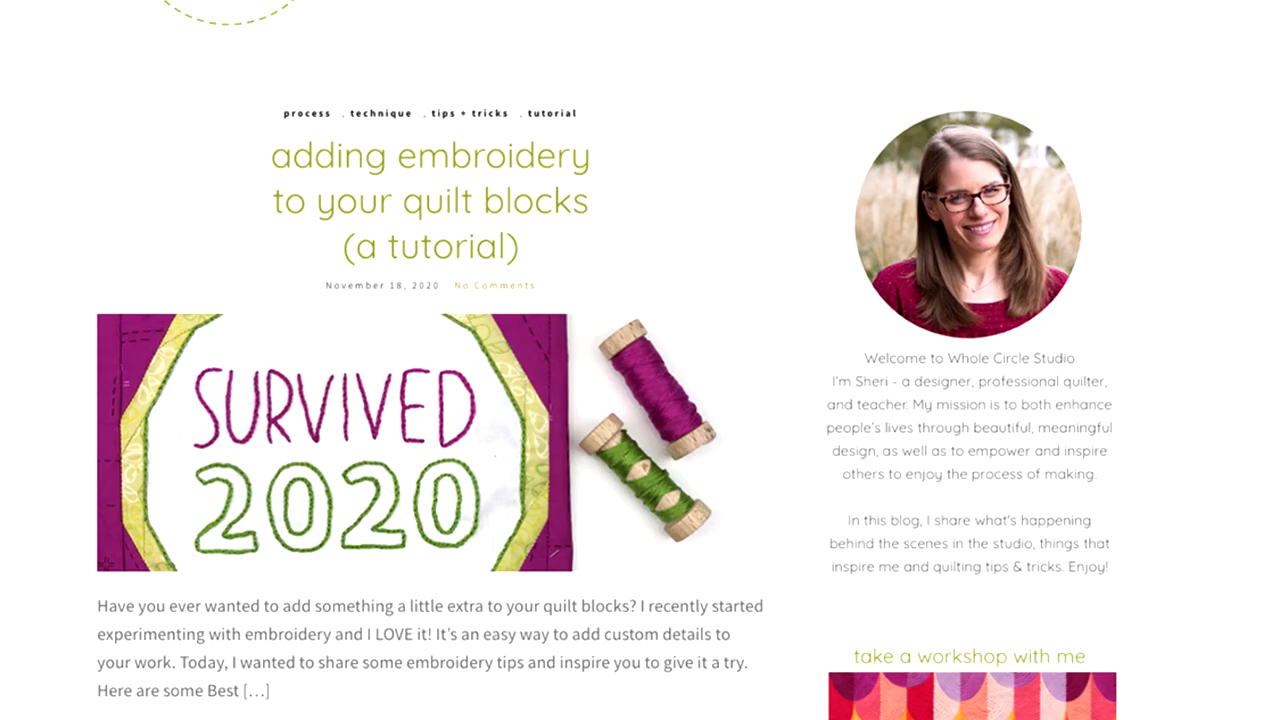 process , technique , tips + tricks , tutorial
adding embroidery
to your quilt blocks
(a tutorial)
November 18, 2020 No Comments
SURVIVED
2020
Have you ever wanted to add something a little extra to your quilt blocks? I recently started
experimenting with embroidery and I LOVE it! It's an easy way to add custom details to
your work. Today, I wanted to share some embroidery tips and inspire you to give it a try.
Here are some Best […]
Welcome to Whole Circle Studio
I'm Sheri - a designer, professional quilter,
and teacher. My mission is to both enhance
people's lives through beautiful, meaningful
design, as well as to empower and inspire
others to enjoy the process of making.
In this blog, I share what's happening
behind the scenes in the studio, things that
inspire me and quilting tips & tricks. Enjoy!
take a workshop with me